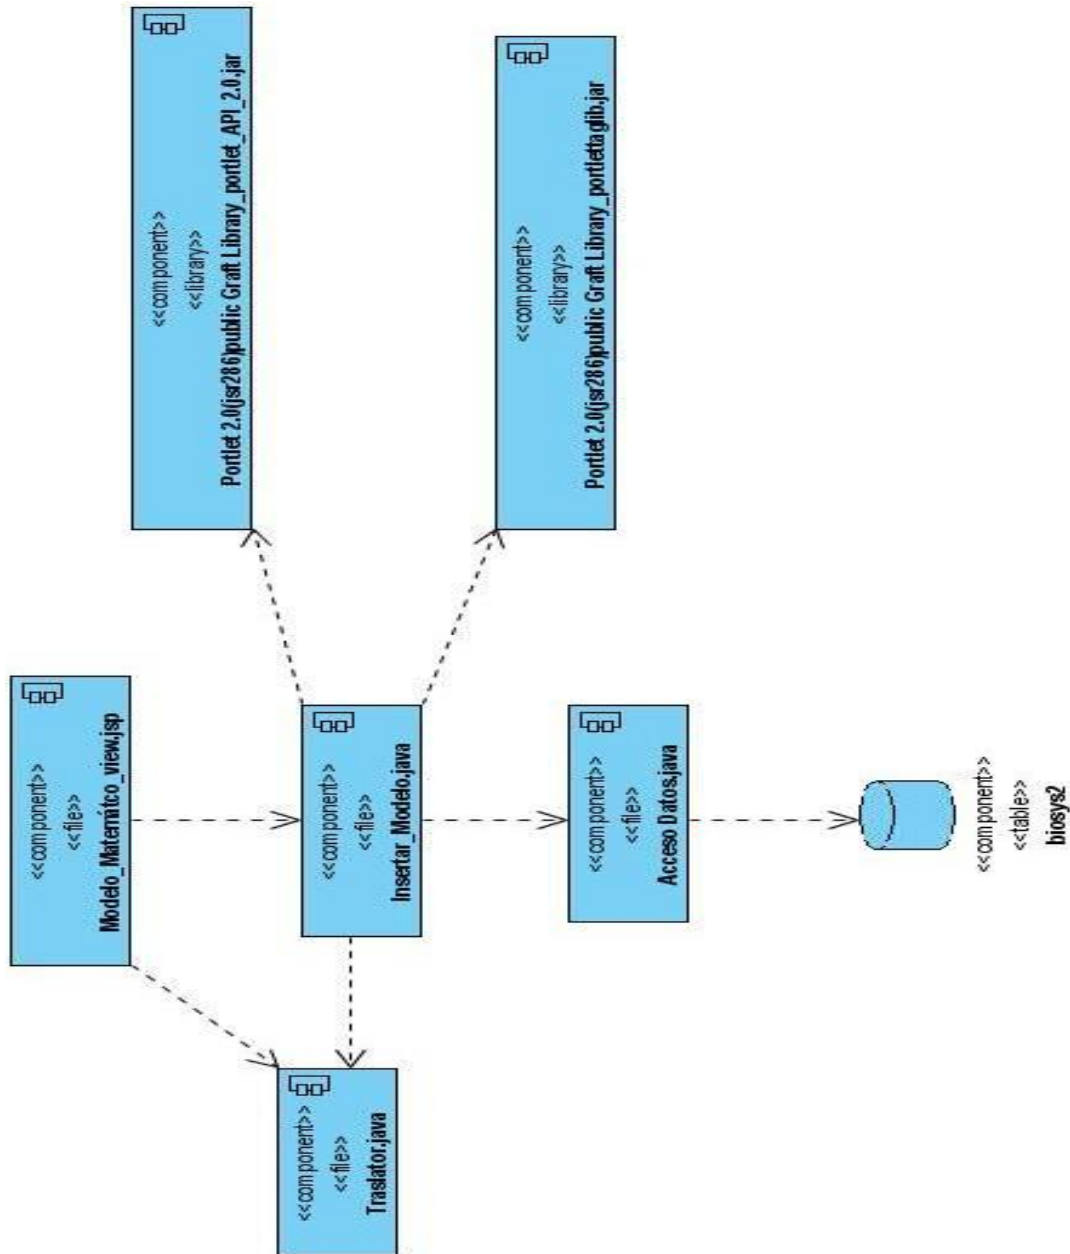 <<component>>
<<library>>
Portlet 2.0(jsr286)public Graft Library_portlet_API_2.0.jar
<<component>>
<<library>>
Portlet 2.0(jsr286)public Graft Library_portlettaglib.jar
<<component>>
<<file>>
Modelo_Matemátco_view.jsp
<<component>>
<<file>>
Insertar_Modelo.java
<<component>>
<<file>>
Acceso Datos.java
<<component>>
<<table>>
biosys2
<<component>>
<<file>>
Traslator.java